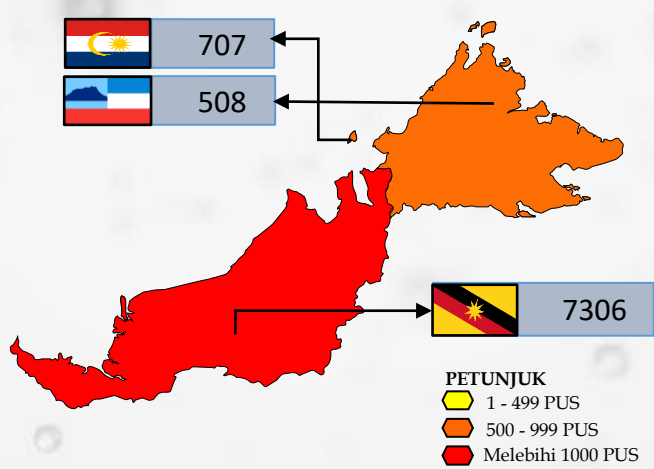 707
508
7306
PETUNJUK
1 - 499 PUS
500 - 999 PUS
Melebihi 1000 PUS